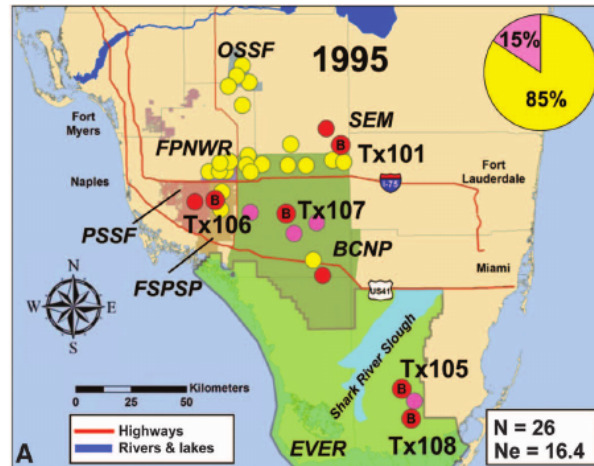 OSSF
1995
15%
85%
Fort
Myers
SEM
FPNWR
B
Tx101
Fort
Lauderdale
I-75
Naples
B
B
Tx107
Tx106
PSSF
BCNP
FSPSP
Miami
US41
N
W
E
S
Shark River Slough
Tx105
B
Kilometers
0
25
50
B
Highways
Rivers & lakes
Tx108
EVER
A
N = 26
Ne = 16.4